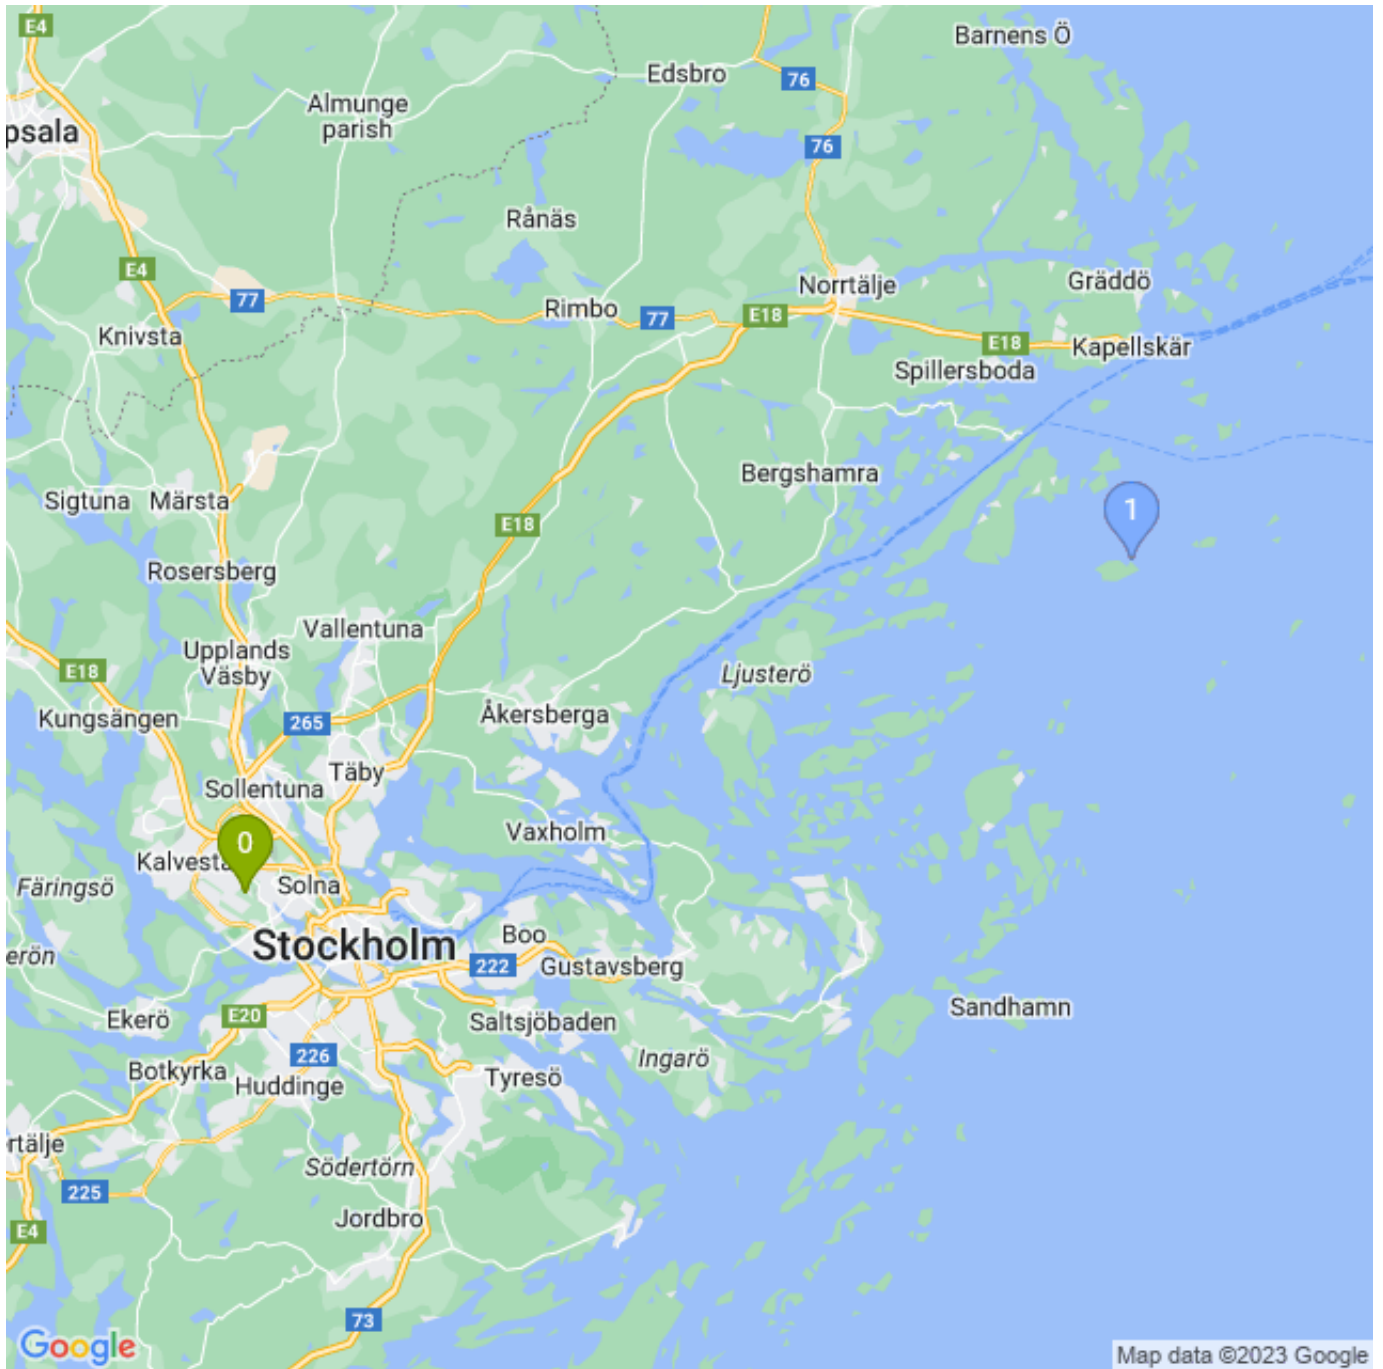 E4
Barnens Ö
Edsbro
76
Almunge
parish
psala
76
Rånäs
E4
77
Norrtälje
Gräddö
Rimbo
77
E18
Knivsta
E18
Kapellskär
Spillersboda
Bergshamra
Sigtuna
Märsta
1
E18
Rosersberg
Vallentuna
Upplands
Väsby
E18
Ljusterö
Kungsängen
265
Åkersberga
Täby
Sollentuna
Vaxholm
0
Kalvesta
Färingsö
Solna
Stockholm
Boo
erön
222
Gustavsberg
Sandhamn
Ekerö
E20
Saltsjöbaden
226
Ingarö
Botkyrka
Huddinge
Tyresö
rtälje
Södertörn
225
Jordbro
E4
73
Google
Map data ©2023 Google